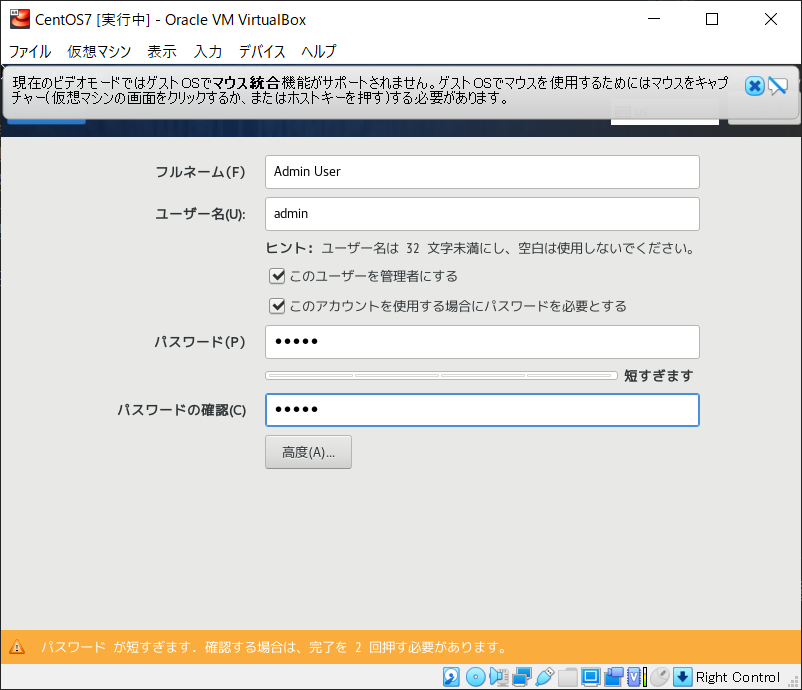 CentOS7 [実行中] - Oracle VM VirtualBox
ファイル 仮想マシン 表示 入力 デバイス ヘルプ
現在のビデオモードではゲストOSでマウス統合機能がサポートされません。ゲストOSでマウスを使用するためにはマウスをキャプ
チャー(仮想マシンの画面をクリックするか、またはホストキーを押す)する必要があります。
フルネーム(F) Admin User
ユーザー名(U): admin
ヒント: ユーザー名は 32 文字未満にし、空白は使用しないでください。
このユーザーを管理者にする
このアカウントを使用する場合にパスワードを必要とする
パスワード(P) •••••
短すぎます
パスワードの確認(C) •••••
高度(A)...
パスワード が短すぎます. 確認する場合は、完了を 2 回押す必要があります。
Right Control